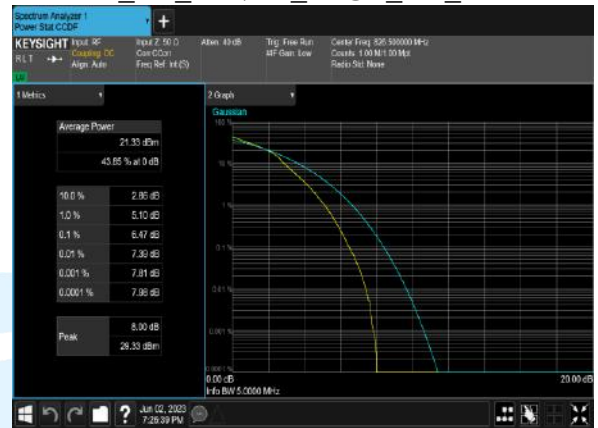 Spectrum Analyzer 1
Power Stat CCDF
KEYSIGHT
RLT
Input: RF
Coupling: DC
Align: Auto
Input Z: 50 Ω
Corr CCorr
Freq Ref: Int (S)
Atten: 40 dB
Trig: Free Run
#IF Gain: Low
Center Freq: 826.500000 MHz
Counts: 1.00 M/1.00 Mpt
Radio Std: None
1 Metrics
Average Power
21.33 dBm
43.85 % at 0 dB
10.0 % 2.86 dB
1.0 % 5.10 dB
0.1 % 6.47 dB
0.01 % 7.39 dB
0.001 % 7.81 dB
0.0001 % 7.98 dB
Peak
8.00 dB
29.33 dBm
2 Graph
Gaussian
100 %
10 %
1 %
0.1 %
0.01 %
0.001 %
0.0001 %
0.00 dB
20.00 dB
Info BW 5.0000 MHz
?
Jun 02, 2023
7:25:39 PM